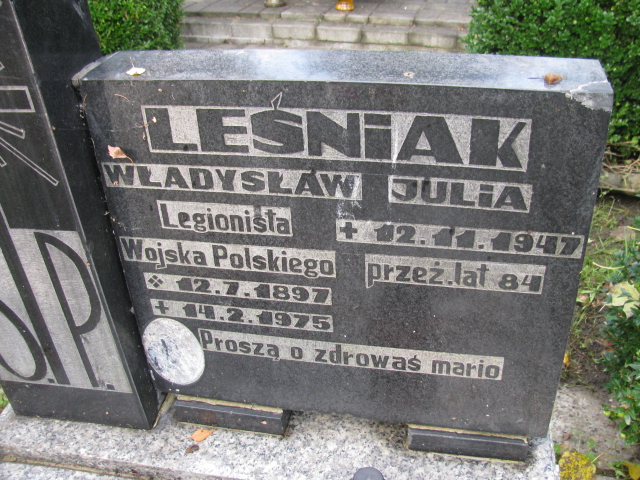 LEŚNiAK
WŁADYSŁAW JULiA
Legionista
Wojska Polskiego
* 12.7.1897
+ 14.2.1975
+ 12.11.1947
przeż.lat 84
Proszą o zdrowaś mario
Ś.P.